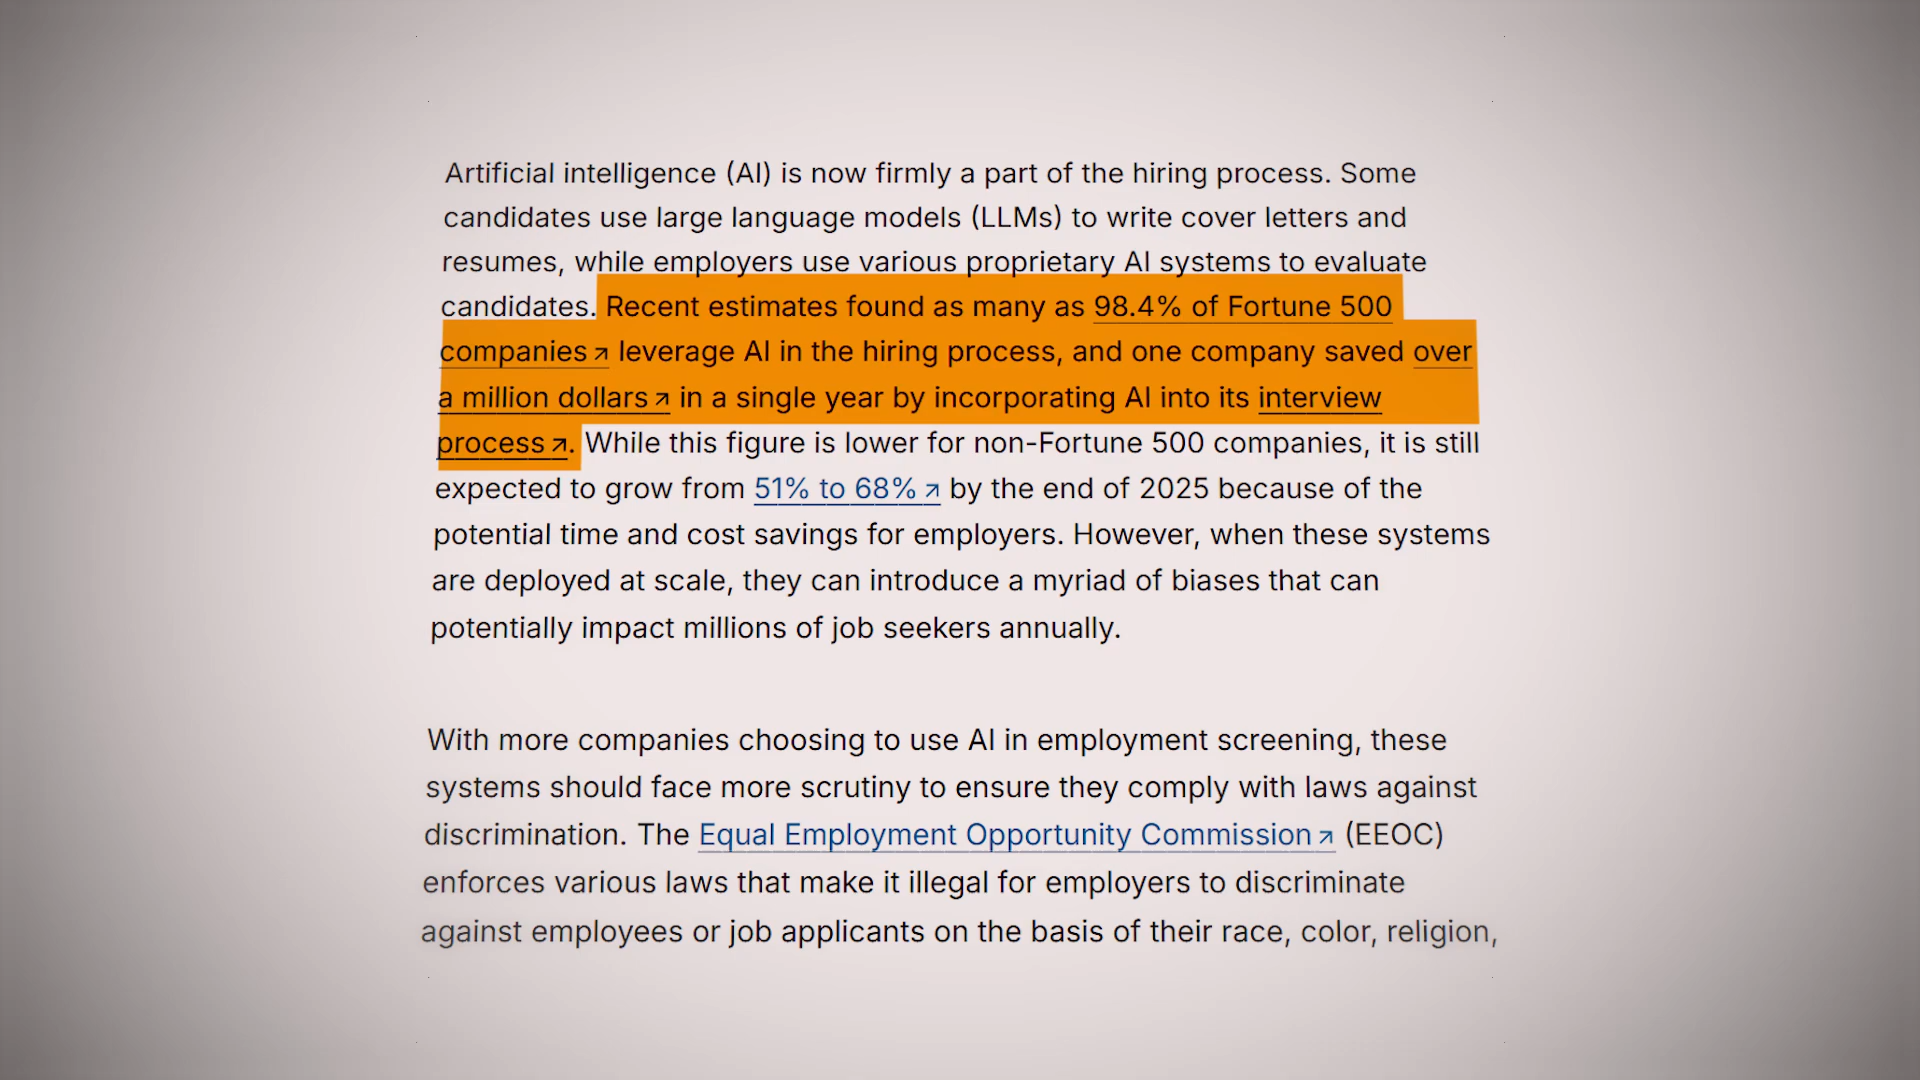 Artificial intelligence (AI) is now firmly a part of the hiring process. Some
candidates use large language models (LLMs) to write cover letters and
resumes, while employers use various proprietary AI systems to evaluate
candidates. Recent estimates found as many as 98.4% of Fortune 500
companies↗ leverage AI in the hiring process, and one company saved over
a million dollars↗ in a single year by incorporating AI into its interview
process↗. While this figure is lower for non-Fortune 500 companies, it is still
expected to grow from 51% to 68%↗ by the end of 2025 because of the
potential time and cost savings for employers. However, when these systems
are deployed at scale, they can introduce a myriad of biases that can
potentially impact millions of job seekers annually.
With more companies choosing to use AI in employment screening, these
systems should face more scrutiny to ensure they comply with laws against
discrimination. The Equal Employment Opportunity Commission↗ (EEOC)
enforces various laws that make it illegal for employers to discriminate
against employees or job applicants on the basis of their race, color, religion,